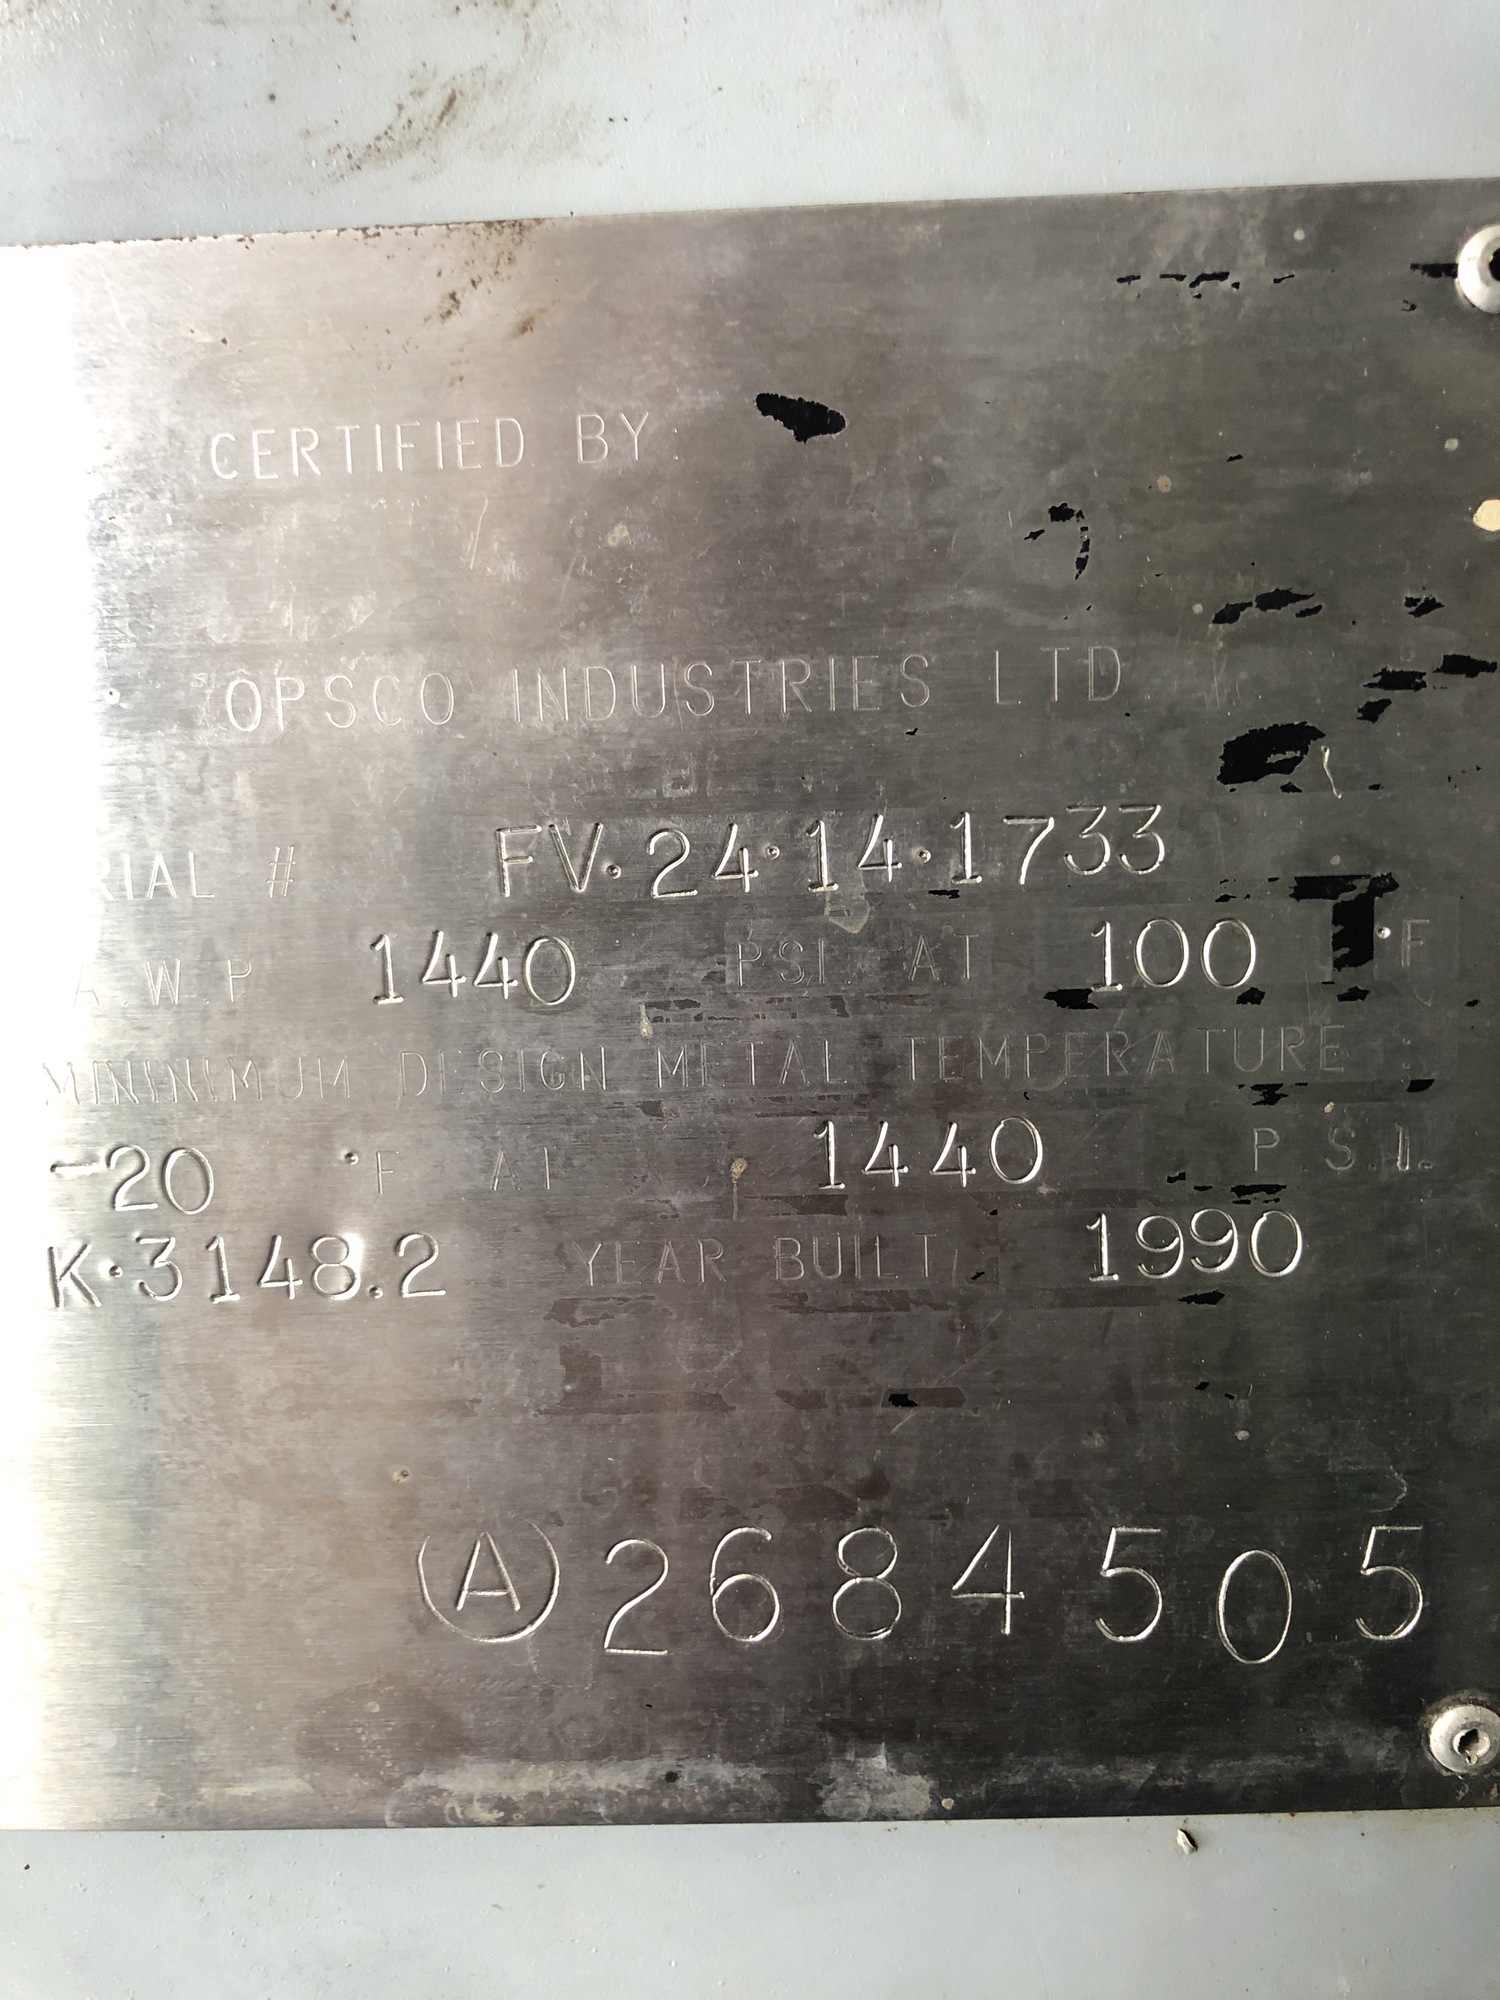 CERTIFIED BY:
OPSCO INDUSTRIES LTD.
RIAL # FV·24·14·1733
A.W.P 1440 PSI. AT 100 °F
MININIMUM DESIGN METAL TEMPERATURE
-20 °F AT 1440 P.S.I.
K·3148.2 YEAR BUILT 1990
Ⓐ 2684505